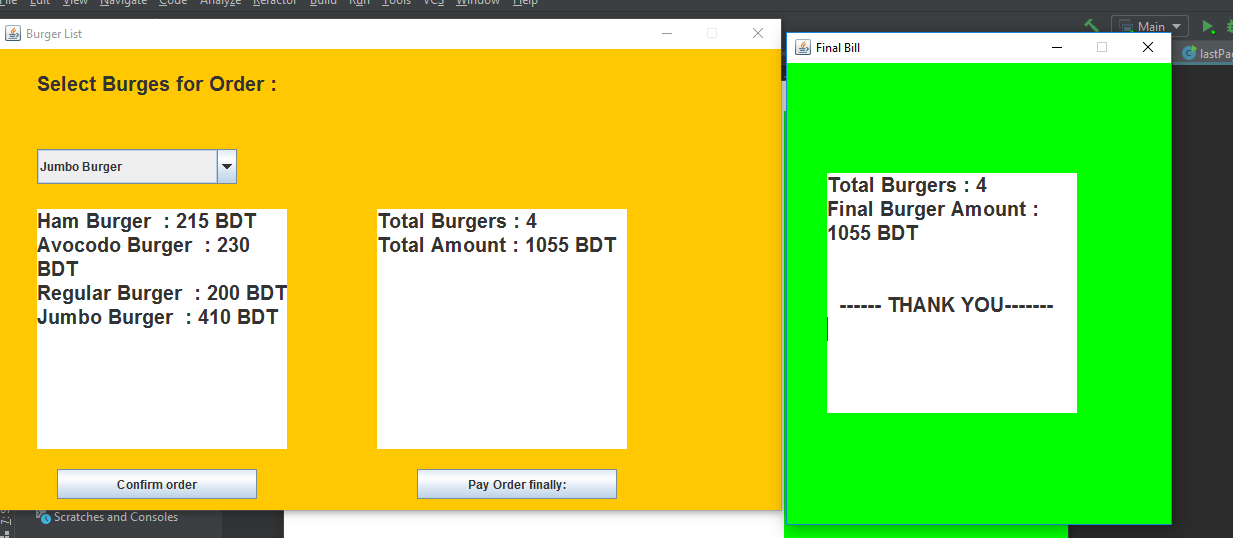 File Edit View Navigate Code Analyze Refactor Build Run Tools VCS Window Help
Main
Burger List
Select Burges for Order :
Jumbo Burger
Ham Burger : 215 BDT
Avocodo Burger : 230
BDT
Regular Burger : 200 BDT
Jumbo Burger : 410 BDT
Confirm order
Total Burgers : 4
Total Amount : 1055 BDT
Pay Order finally:
Final Bill
Total Burgers : 4
Final Burger Amount :
1055 BDT
------ THANK YOU-------
lastPa
Scratches and Consoles